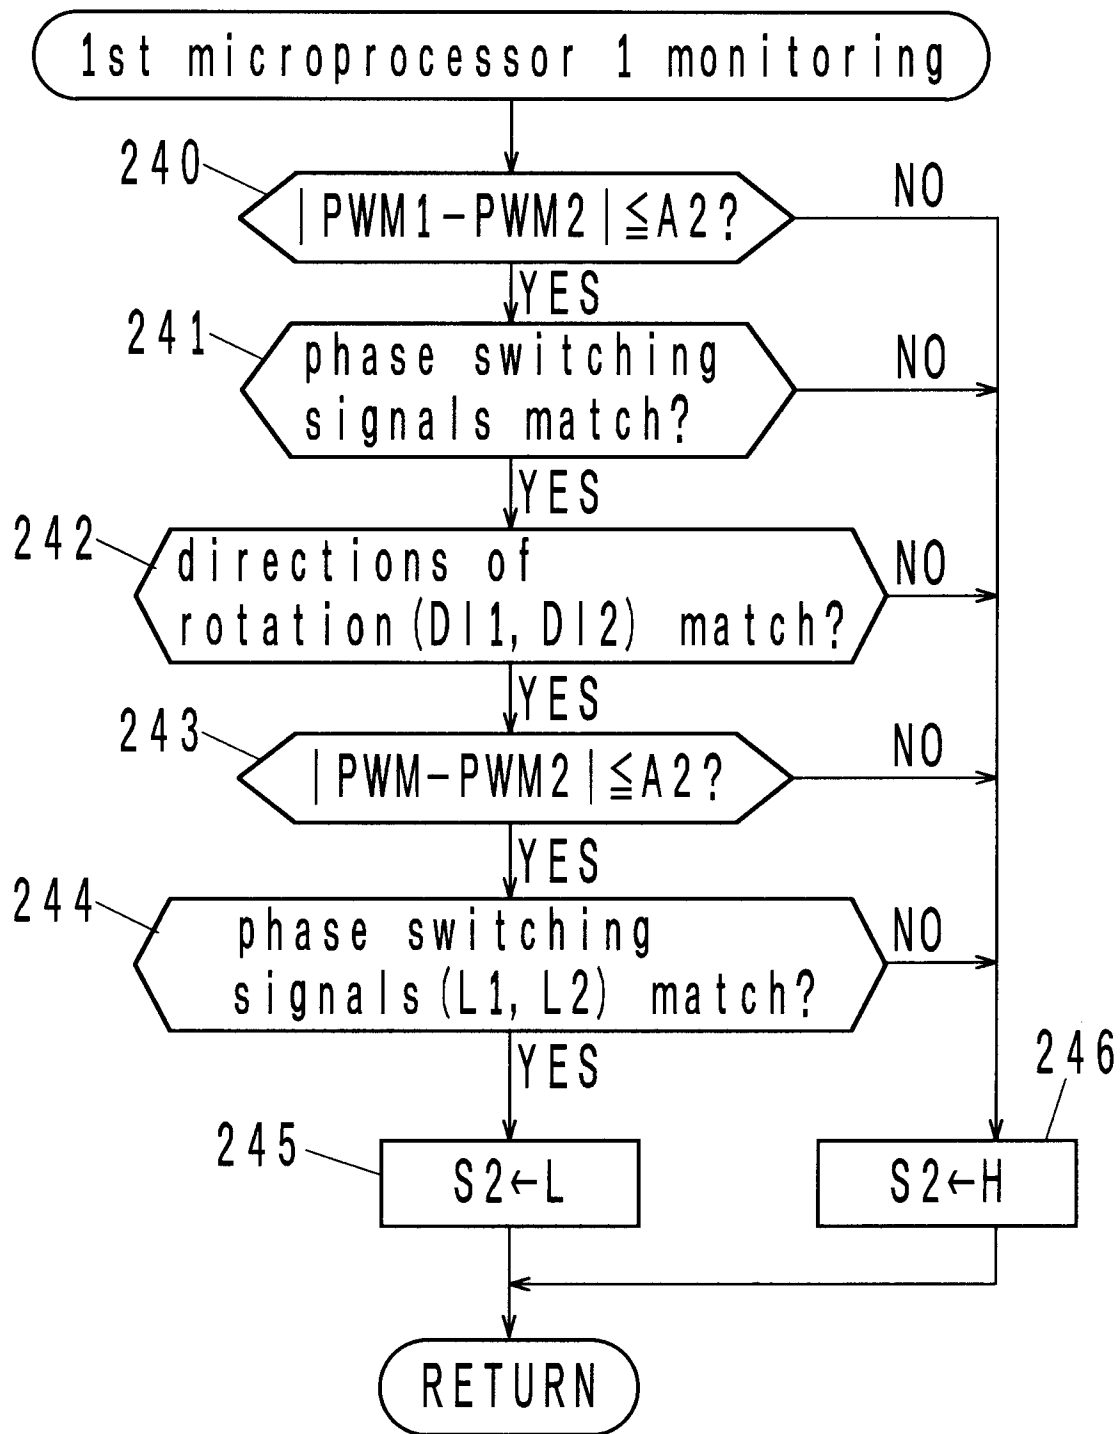 1st microprocessor 1 monitoring
240
|PWM1-PWM2|≦A2?
NO
YES
241
phase switching
signals match?
NO
YES
242
directions of
rotation(DI1, DI2) match?
NO
YES
243
|PWM-PWM2|≦A2?
NO
YES
244
phase switching
signals(L1, L2) match?
NO
YES
245
S2←L
246
S2←H
RETURN